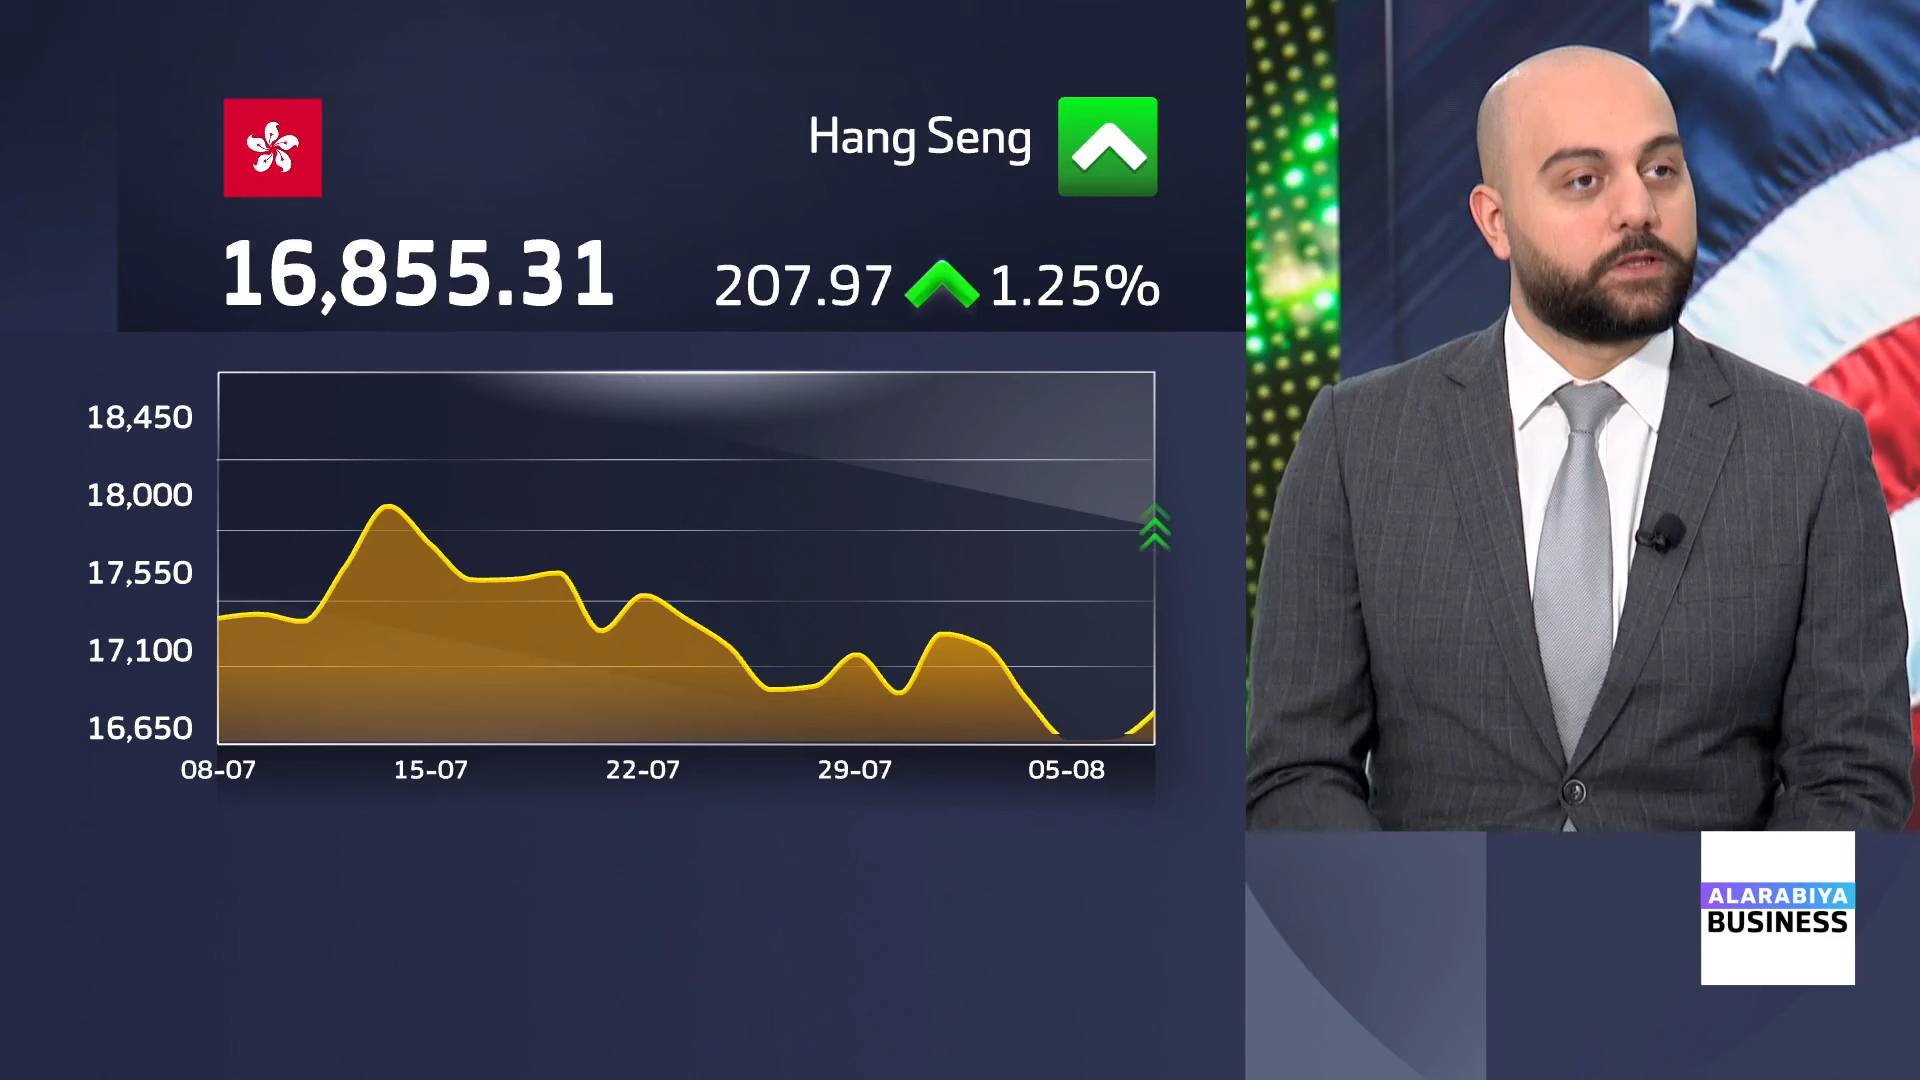 Hang Seng
16,855.31
207.97 1.25%
18,450
18,000
17,550
17,100
16,650
08-07 15-07 22-07 29-07 05-08
ALARABIYA
BUSINESS